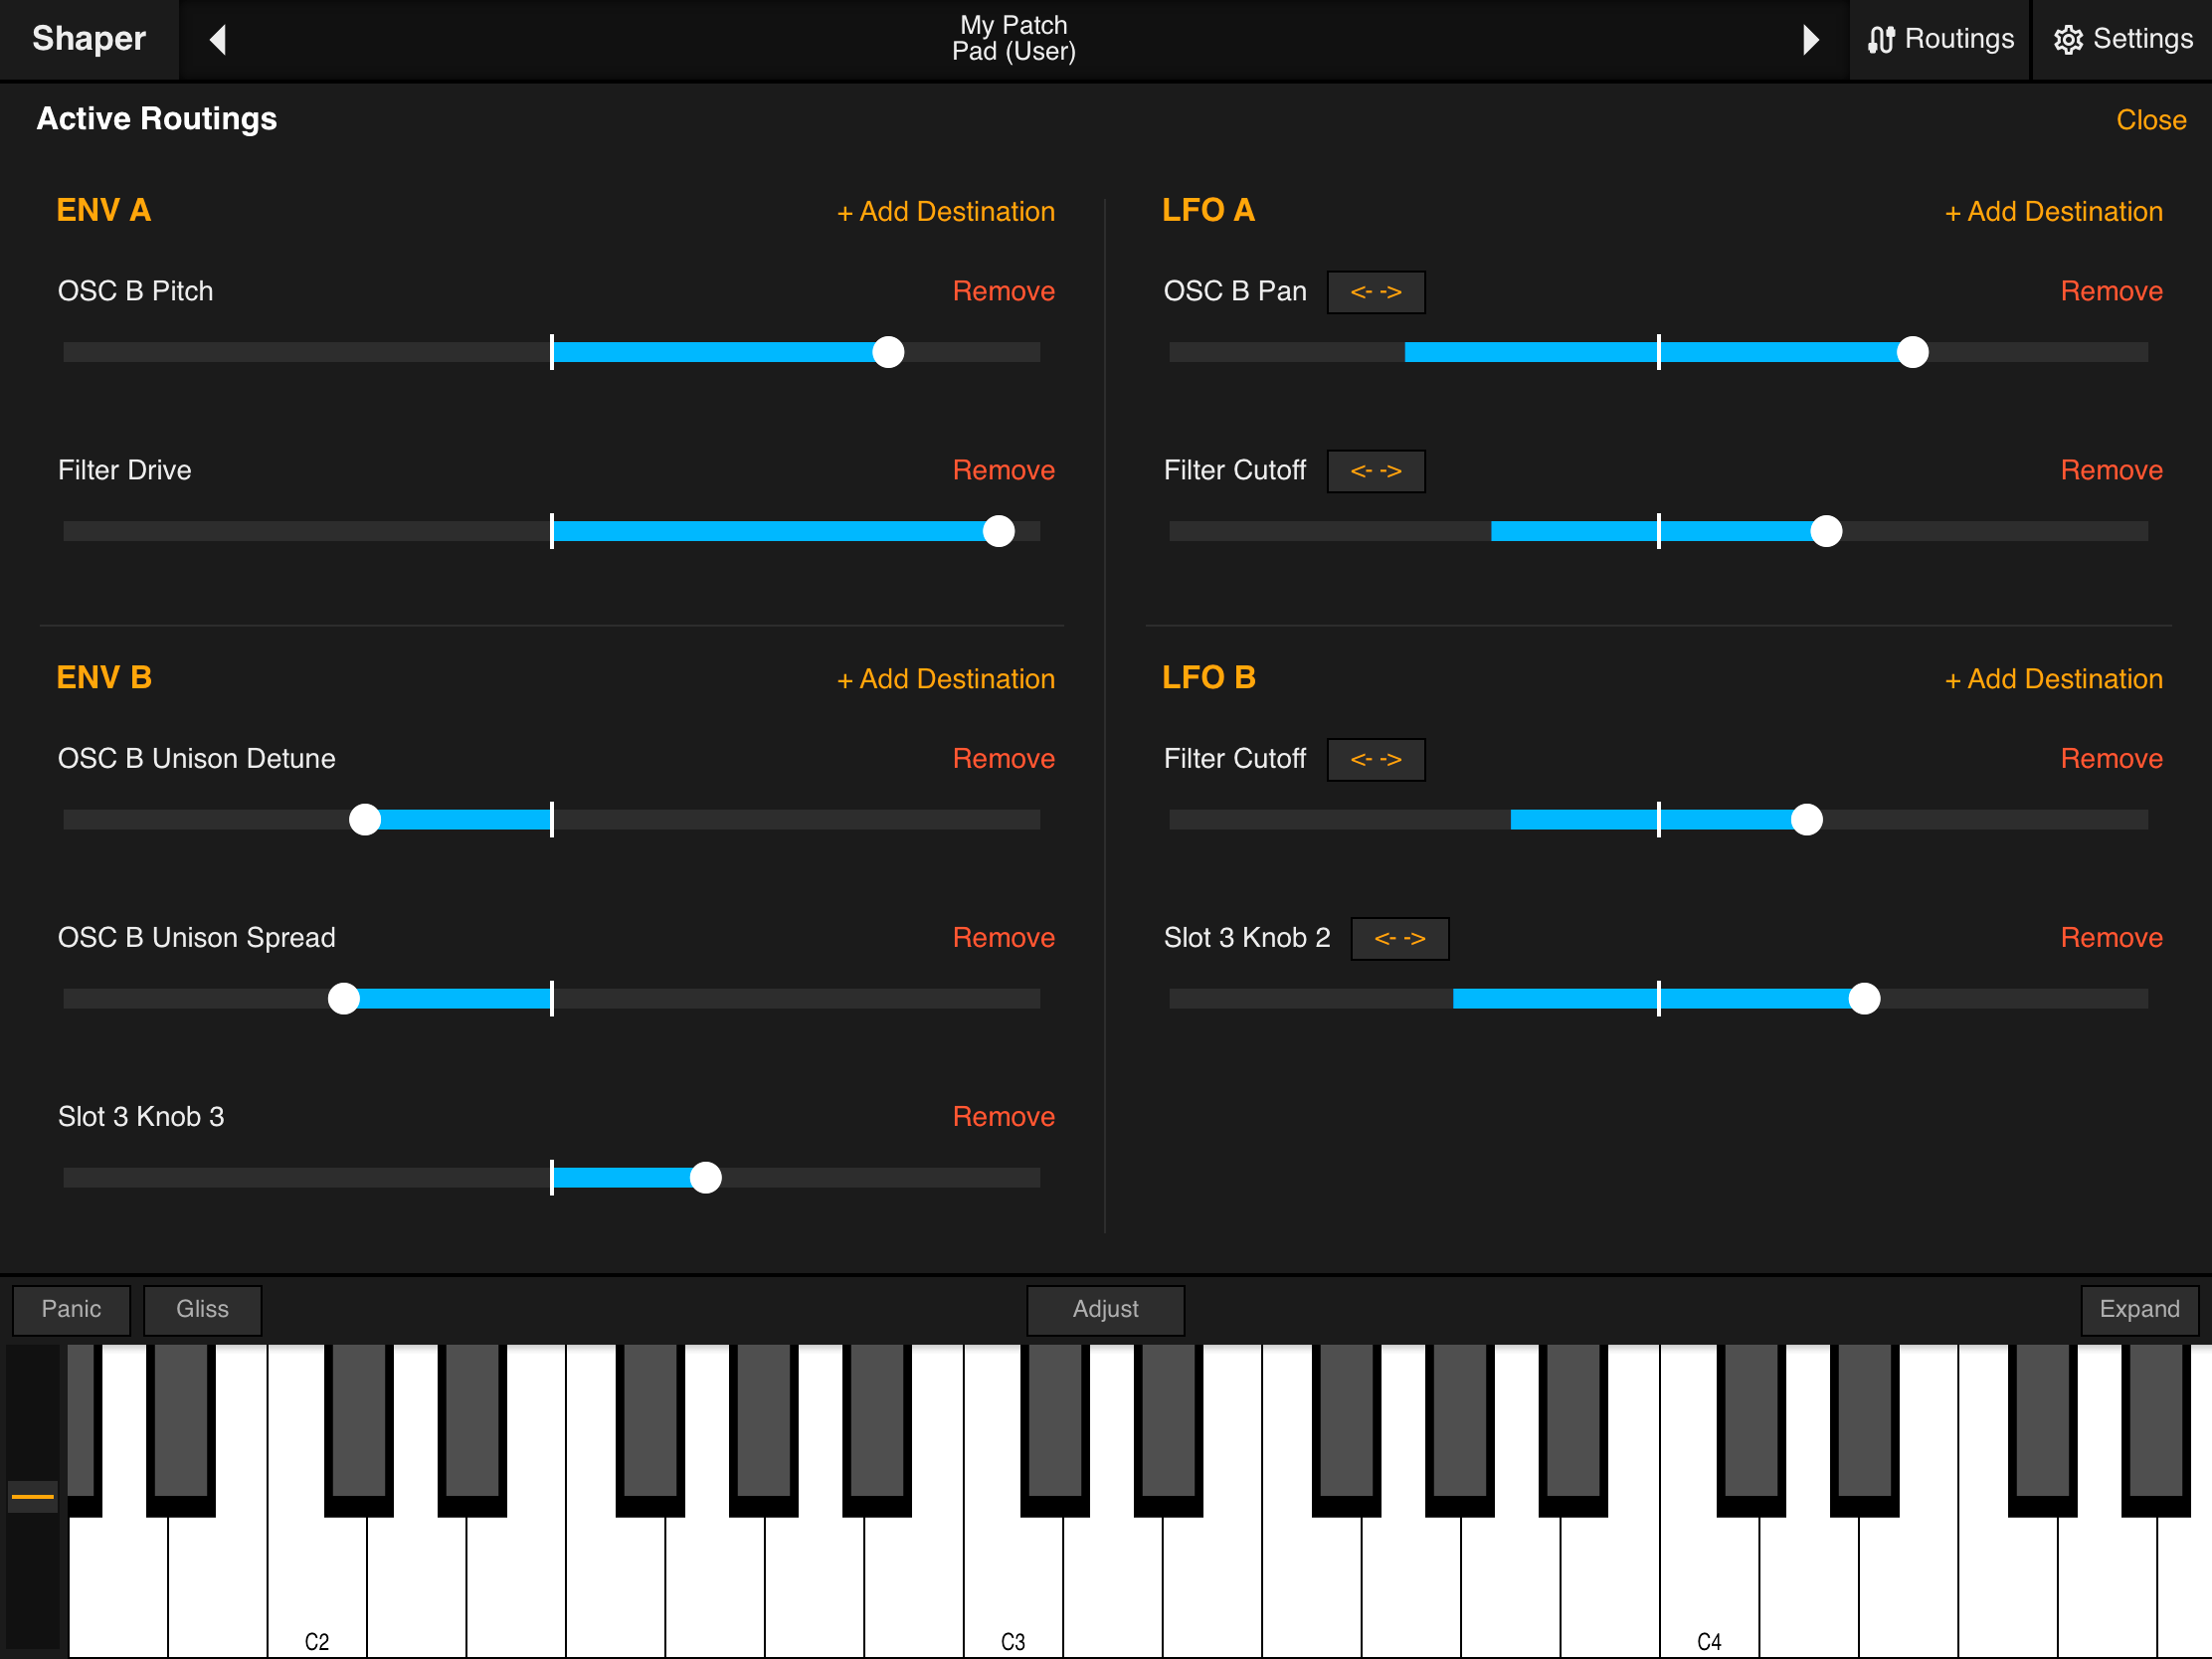 Shaper
My Patch
Pad (User)
Routings
Settings
Active Routings
Close
ENV A
+ Add Destination
OSC B Pitch
Remove
Filter Drive
Remove
ENV B
+ Add Destination
OSC B Unison Detune
Remove
OSC B Unison Spread
Remove
Slot 3 Knob 3
Remove
LFO A
+ Add Destination
OSC B Pan
<- ->
Remove
Filter Cutoff
<- ->
Remove
LFO B
+ Add Destination
Filter Cutoff
<- ->
Remove
Slot 3 Knob 2
<- ->
Remove
Panic
Gliss
Adjust
Expand
C2
C3
C4